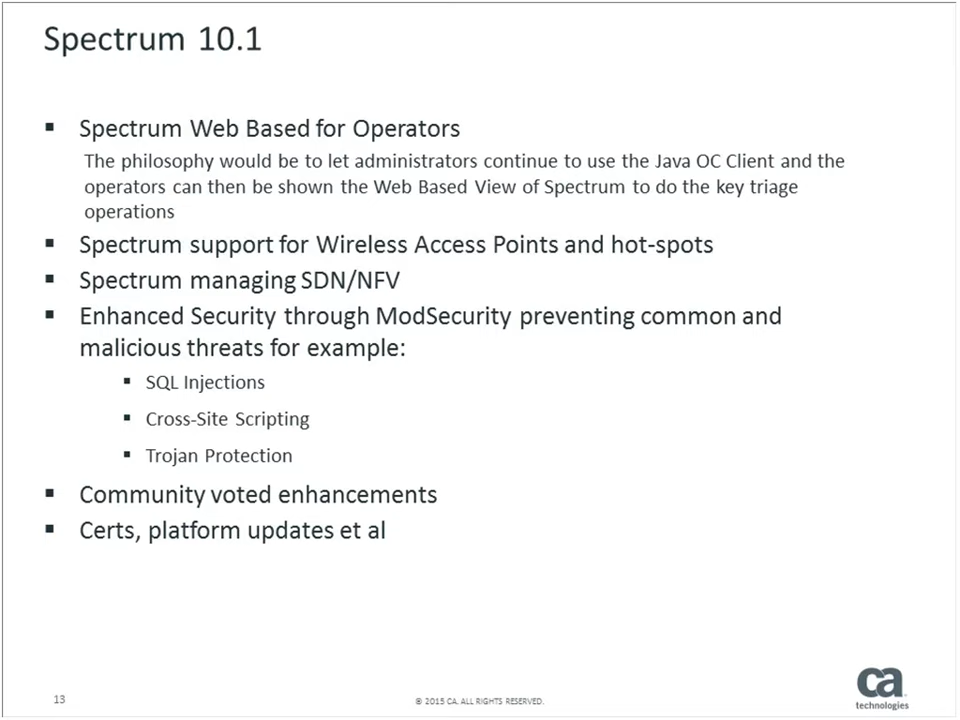 Spectrum 10.1
▪ Spectrum Web Based for Operators
The philosophy would be to let administrators continue to use the Java OC Client and the
operators can then be shown the Web Based View of Spectrum to do the key triage
operations
▪ Spectrum support for Wireless Access Points and hot-spots
▪ Spectrum managing SDN/NFV
▪ Enhanced Security through ModSecurity preventing common and
malicious threats for example:
▪ SQL Injections
▪ Cross-Site Scripting
▪ Trojan Protection
▪ Community voted enhancements
▪ Certs, platform updates et al
13
© 2015 CA. ALL RIGHTS RESERVED.
ca
technologies